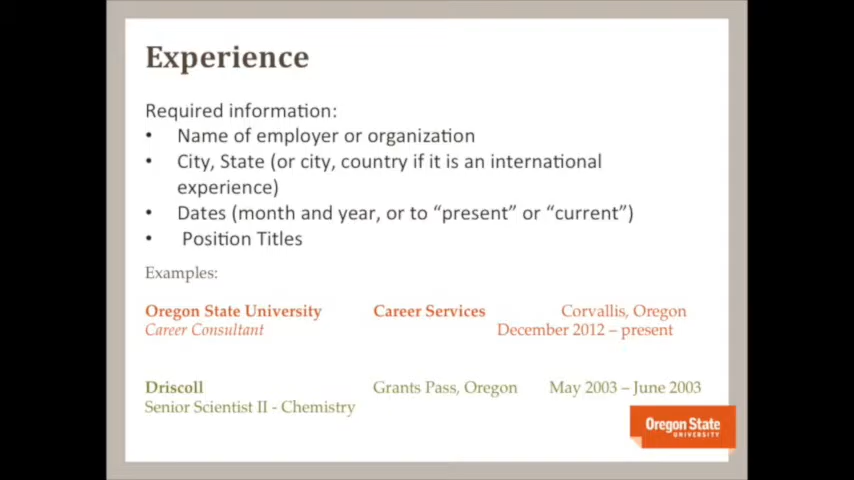 Experience
Required information:
• Name of employer or organization
• City, State (or city, country if it is an international
experience)
• Dates (month and year, or to “present” or “current”)
• Position Titles
Examples:
Oregon State University Career Services Corvallis, Oregon
Career Consultant December 2012 – present
Driscoll Grants Pass, Oregon May 2003 – June 2003
Senior Scientist II - Chemistry
Oregon State
UNIVERSITY